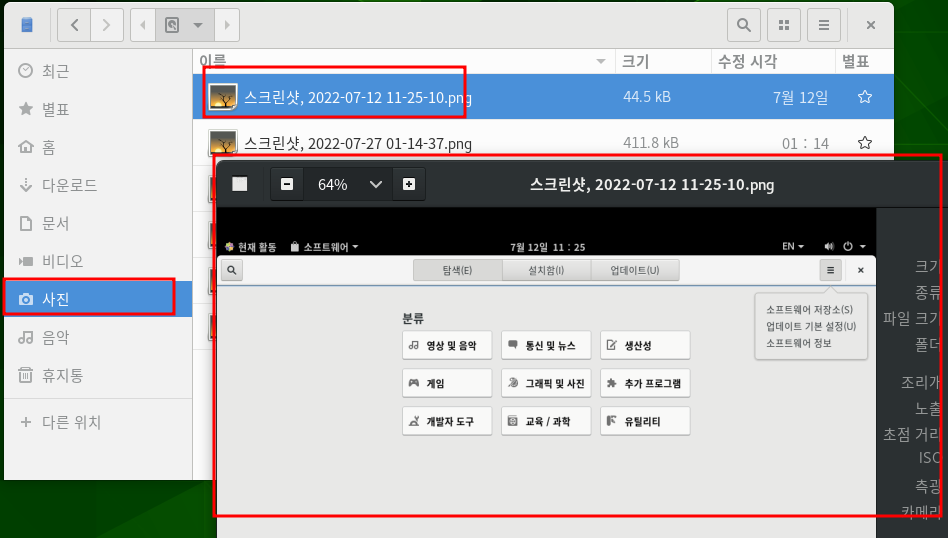 이름 크기 수정 시각 별표
최근
별표
홈
다운로드
문서
비디오
사진
음악
휴지통
다른 위치
스크린샷, 2022-07-12 11-25-10.png 44.5 kB 7월 12일
스크린샷, 2022-07-27 01-14-37.png 411.8 kB 01 : 14
64% 스크린샷, 2022-07-12 11-25-10.png
현재 활동 소프트웨어 7월 12일 11 : 25 EN
탐색(E) 설치함(I) 업데이트(U)
소프트웨어 저장소(S)
업데이트 기본 설정(U)
소프트웨어 정보
분류
영상 및 음악 통신 및 뉴스 생산성
게임 그래픽 및 사진 추가 프로그램
개발자 도구 교육 / 과학 유틸리티
크기
종류
파일 크기
폴더
조리개
노출
초점 거리
ISO
측광
카메라